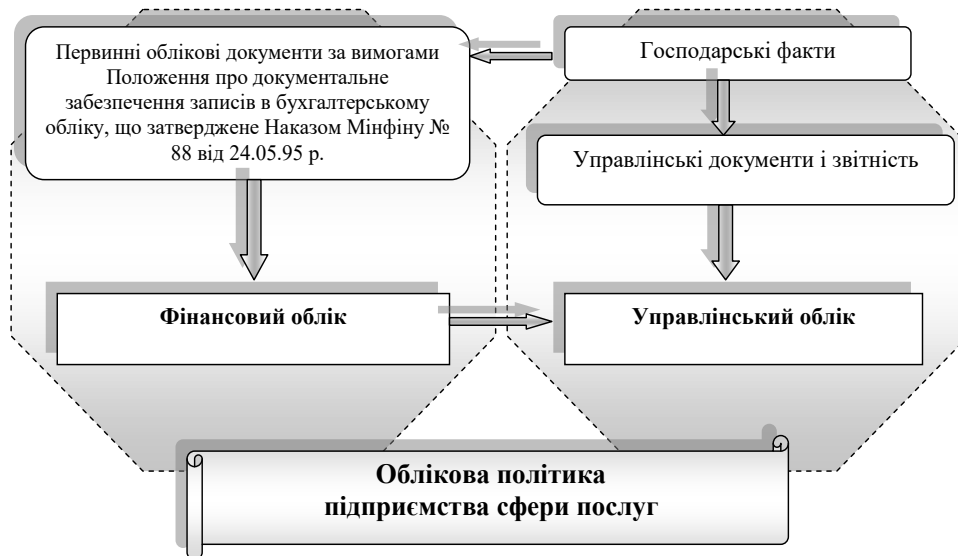 Первинні облікові документи за вимогами
Положення про документальне
забезпечення записів в бухгалтерському
обліку, що затверджене Наказом Мінфіну №
88 від 24.05.95 р.
Господарські факти
Управлінські документи і звітність
Фінансовий облік
Управлінський облік
Облікова політика
підприємства сфери послуг